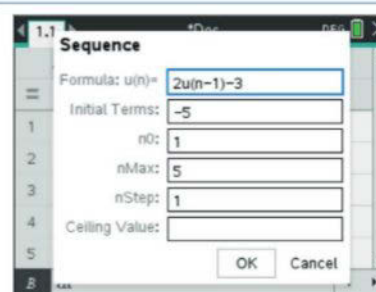 1.1 *Doc DEG
Sequence
Formula: u(n)= 2u(n−1)−3
Initial Terms: −5
n0: 1
nMax: 5
nStep: 1
Ceiling Value:
OK Cancel
=
1
2
3
4
5
B